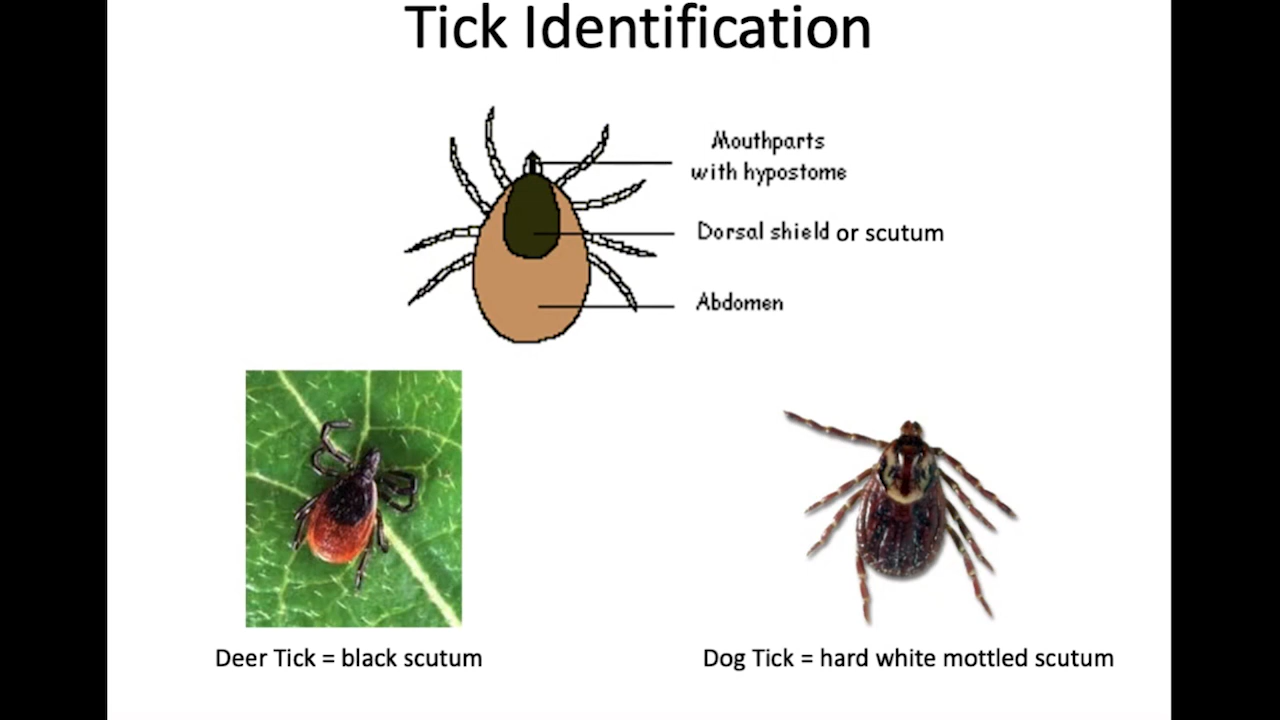 Tick Identification
Mouthparts
with hypostome
Dorsal shield or scutum
Abdomen
Deer Tick = black scutum
Dog Tick = hard white mottled scutum